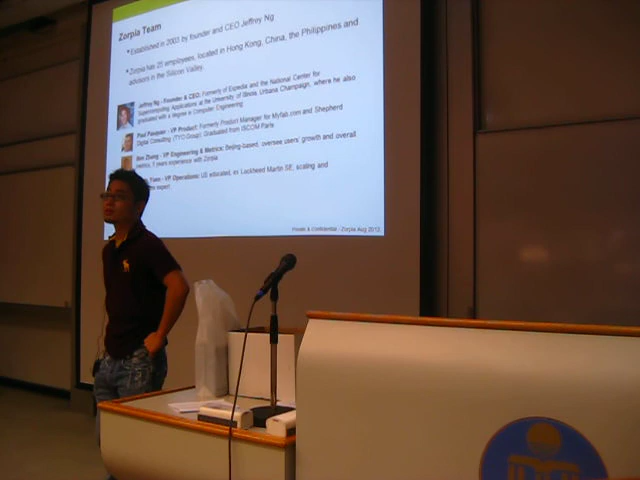 Zorpia Team
Established in 2003 by founder and CEO Jeffrey Ng
Zorpia has 25 employees, located in Hong Kong, China, the Philippines and
advisors in the Silicon Valley.
Jeffrey Ng - Founder & CEO: Formerly of Expedia and the National Center for
Supercomputing Applications at the University of Illinois Urbana Champaign, where he also
graduated with a degree in Computer Engineering
Paul Pasquier - VP Product: Formerly Product Manager for Myfab.com and Shepherd
Digital Consulting (TYO Group). Graduated from ISCOM Paris
Zhang - VP Engineering & Metrics: Beijing-based, oversee users' growth and overall
metrics, 7 years experience with Zorpia
- VP Operations: US educated, ex Lockheed Martin SE, scaling and
expert.
Private & Confidential - Zorpia Aug 2012